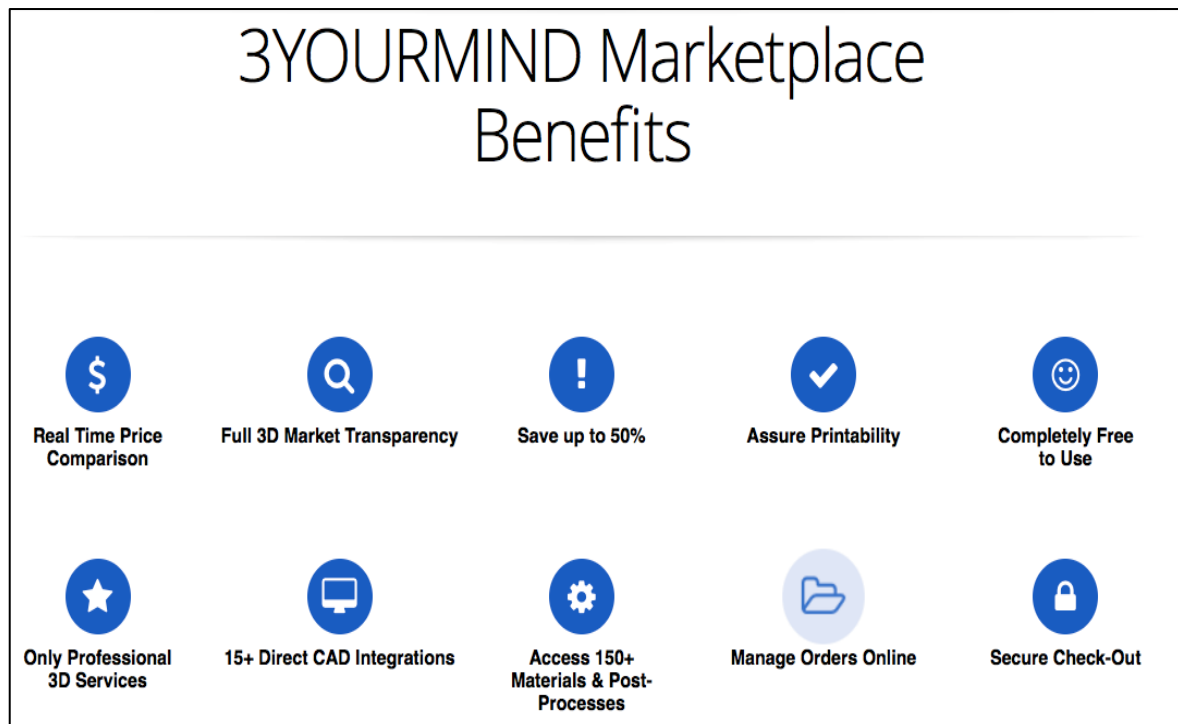 3YOURMIND Marketplace
Benefits
Real Time Price
Comparison
Full 3D Market Transparency
Save up to 50%
Assure Printability
Completely Free
to Use
Only Professional
3D Services
15+ Direct CAD Integrations
Access 150+
Materials & Post-
Processes
Manage Orders Online
Secure Check-Out